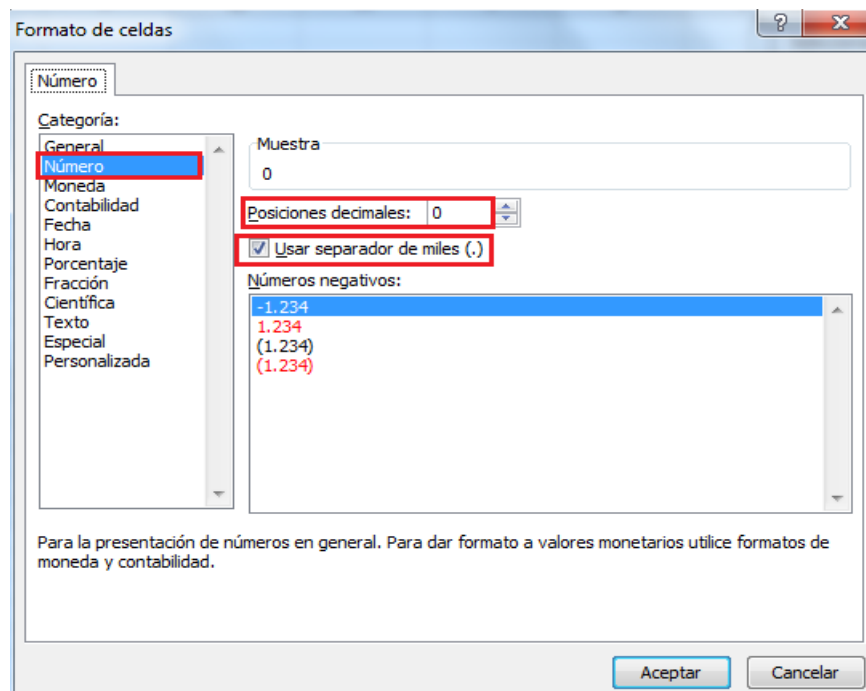 Formato de celdas
Número
Categoría:
General
Número
Moneda
Contabilidad
Fecha
Hora
Porcentaje
Fracción
Científica
Texto
Especial
Personalizada
Muestra
0
Posiciones decimales: 0
Usar separador de miles (.)
Números negativos:
-1.234
1.234
(1.234)
(1.234)
Para la presentación de números en general. Para dar formato a valores monetarios utilice formatos de
moneda y contabilidad.
Aceptar
Cancelar